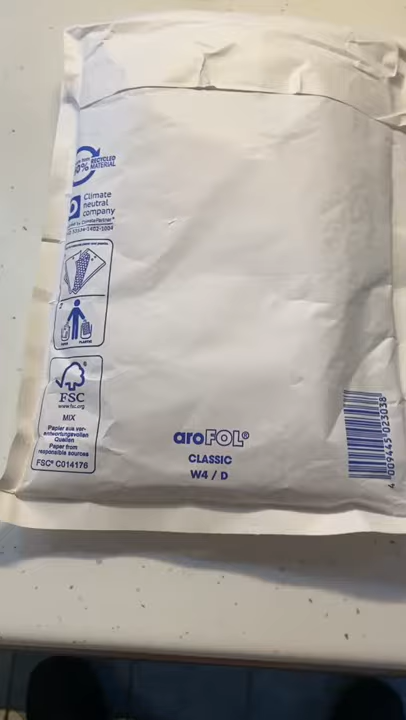 RECYCLED
MATERIAL
Climate
neutral
company
FSC
www.fsc.org
MIX
Papier aus ver-
antwortungsvollen
Quellen
Paper from
responsible sources
FSC® C014176
aroFOL®
CLASSIC
W4 / D
4 009445 023038